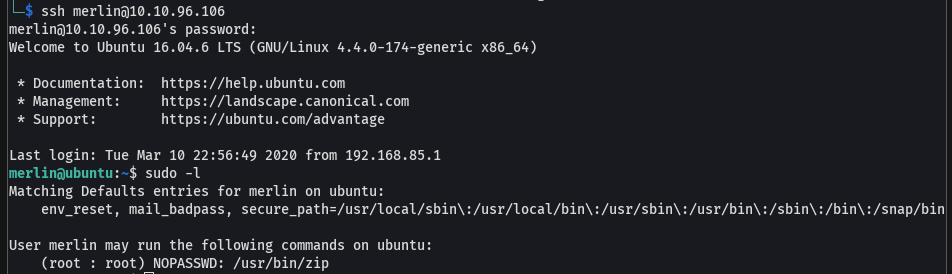 └─$ ssh merlin@10.10.96.106
merlin@10.10.96.106's password:
Welcome to Ubuntu 16.04.6 LTS (GNU/Linux 4.4.0-174-generic x86_64)
 * Documentation:  https://help.ubuntu.com
 * Management:     https://landscape.canonical.com
 * Support:        https://ubuntu.com/advantage
Last login: Tue Mar 10 22:56:49 2020 from 192.168.85.1
merlin@ubuntu:~$ sudo -l
Matching Defaults entries for merlin on ubuntu:
    env_reset, mail_badpass, secure_path=/usr/local/sbin\:/usr/local/bin\:/usr/sbin\:/usr/bin\:/sbin\:/bin\:/snap/bin
User merlin may run the following commands on ubuntu:
    (root : root) NOPASSWD: /usr/bin/zip